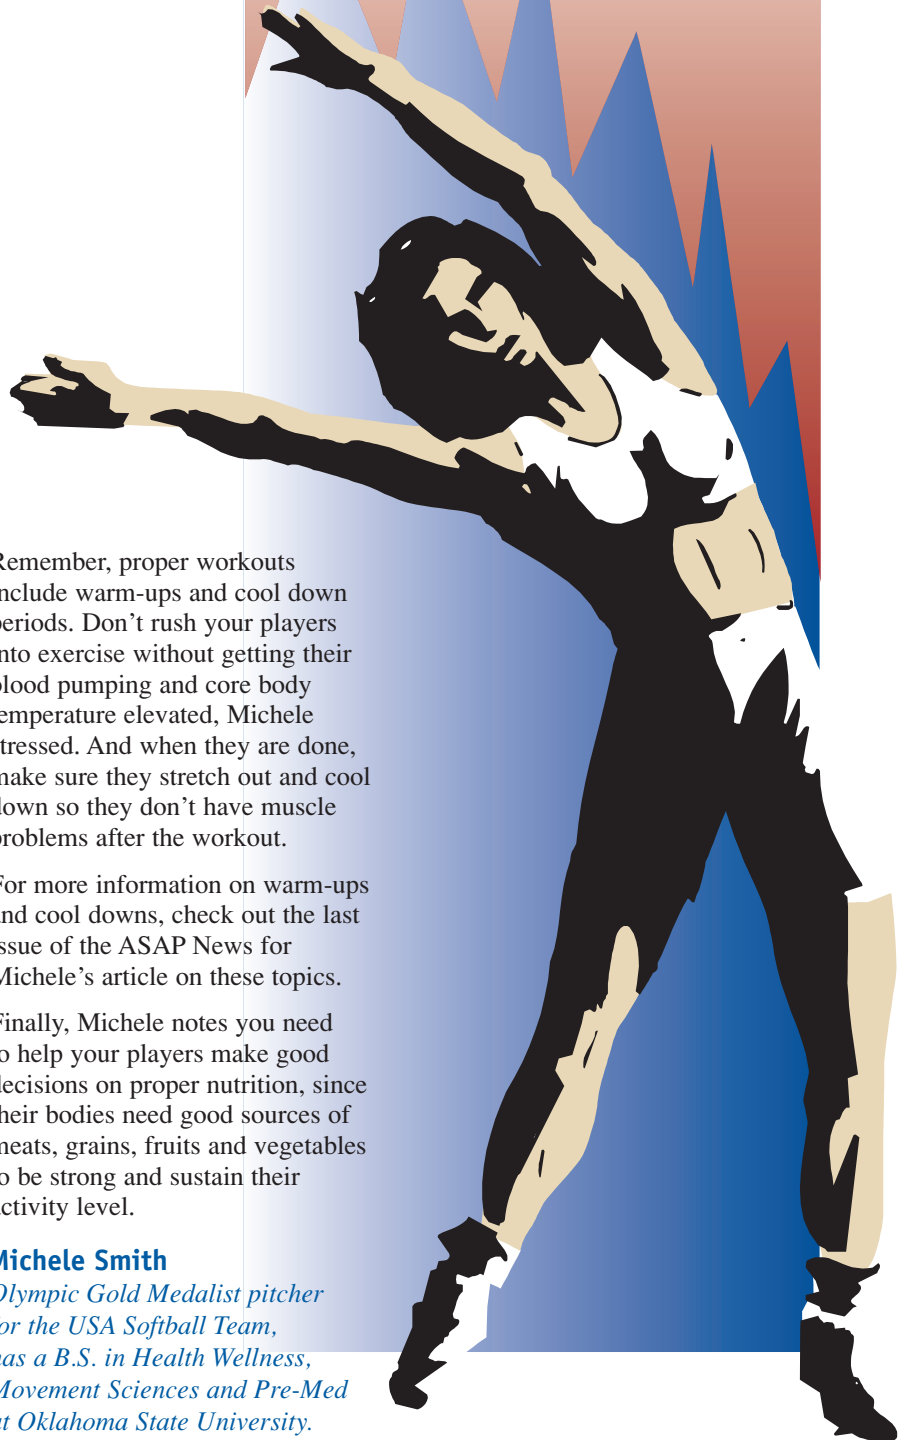 Remember, proper workouts
include warm-ups and cool down
periods. Don’t rush your players
into exercise without getting their
blood pumping and core body
temperature elevated, Michele
stressed. And when they are done,
make sure they stretch out and cool
down so they don’t have muscle
problems after the workout.
For more information on warm-ups
and cool downs, check out the last
issue of the ASAP News for
Michele’s article on these topics.
Finally, Michele notes you need
to help your players make good
decisions on proper nutrition, since
their bodies need good sources of
meats, grains, fruits and vegetables
to be strong and sustain their
activity level.
Michele Smith
Olympic Gold Medalist pitcher
for the USA Softball Team,
has a B.S. in Health Wellness,
Movement Sciences and Pre-Med
at Oklahoma State University.